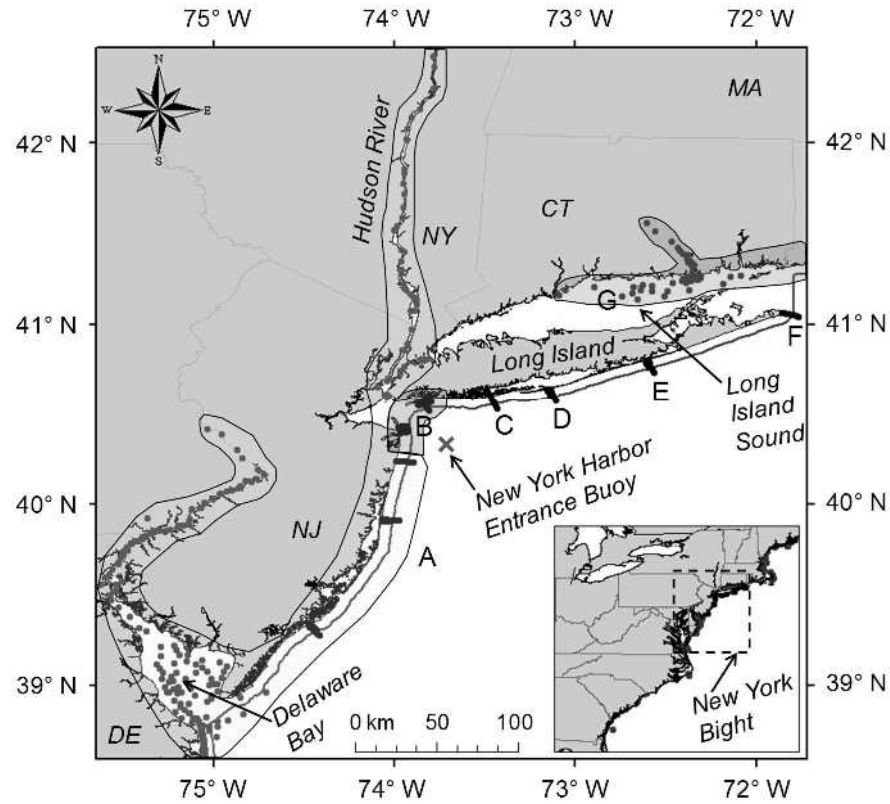 75° W 74° W 73° W 72° W
N
W E
S
MA
42° N 42° N
Hudson River
NY
CT
G
41° N 41° N
Long Island
F
E
D
C
B
Long
Island
Sound
New York Harbor
Entrance Buoy
40° N 40° N
NJ
A
39° N 39° N
Delaware
Bay
DE
0 km 50 100
New York
Bight
75° W 74° W 73° W 72° W